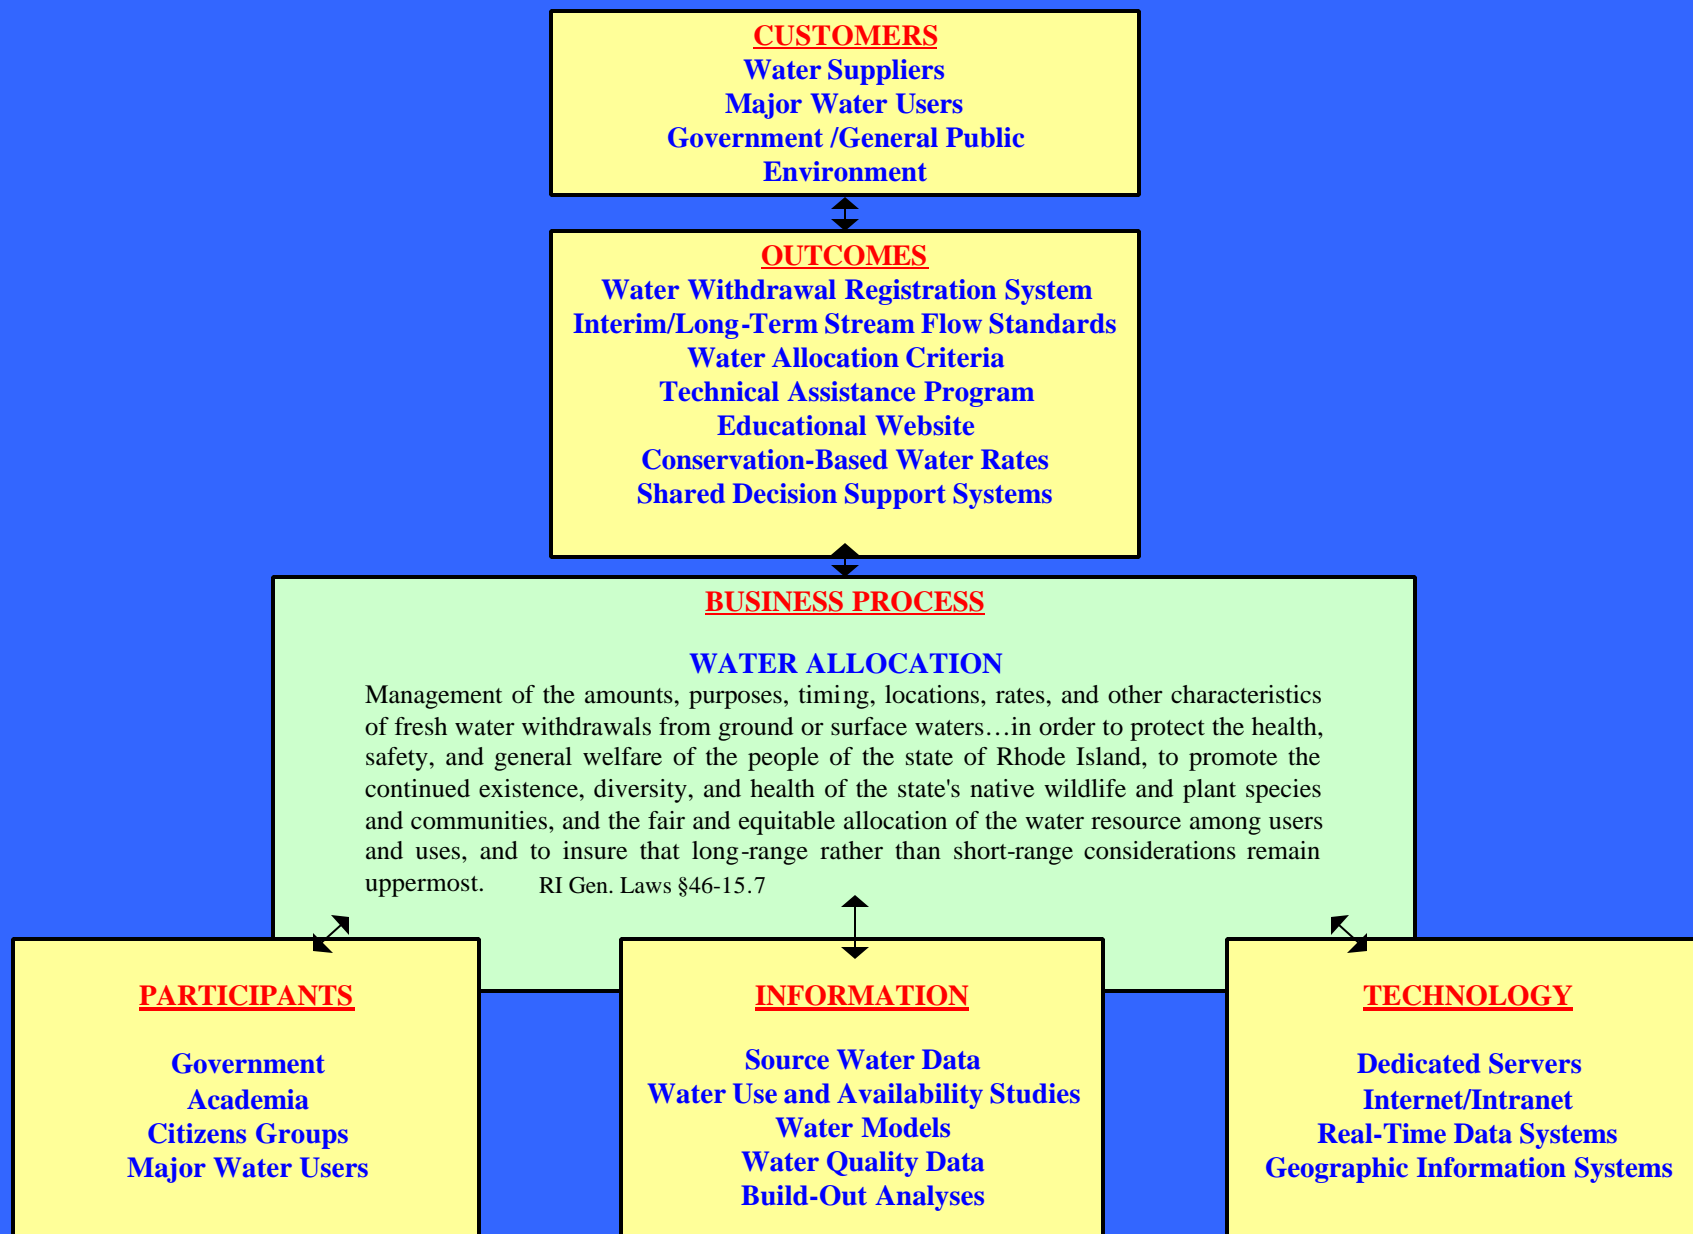 CUSTOMERS
Water Suppliers
Major Water Users
Government /General Public
Environment
OUTCOMES
Water Withdrawal Registration System
Interim/Long-Term Stream Flow Standards
Water Allocation Criteria
Technical Assistance Program
Educational Website
Conservation-Based Water Rates
Shared Decision Support Systems
BUSINESS PROCESS
WATER ALLOCATION
Management of the amounts, purposes, timing, locations, rates, and other characteristics
of fresh water withdrawals from ground or surface waters…in order to protect the health,
safety, and general welfare of the people of the state of Rhode Island, to promote the
continued existence, diversity, and health of the state's native wildlife and plant species
and communities, and the fair and equitable allocation of the water resource among users
and uses, and to insure that long-range rather than short-range considerations remain
uppermost. RI Gen. Laws §46-15.7
PARTICIPANTS
Government
Academia
Citizens Groups
Major Water Users
INFORMATION
Source Water Data
Water Use and Availability Studies
Water Models
Water Quality Data
Build-Out Analyses
TECHNOLOGY
Dedicated Servers
Internet/Intranet
Real-Time Data Systems
Geographic Information Systems